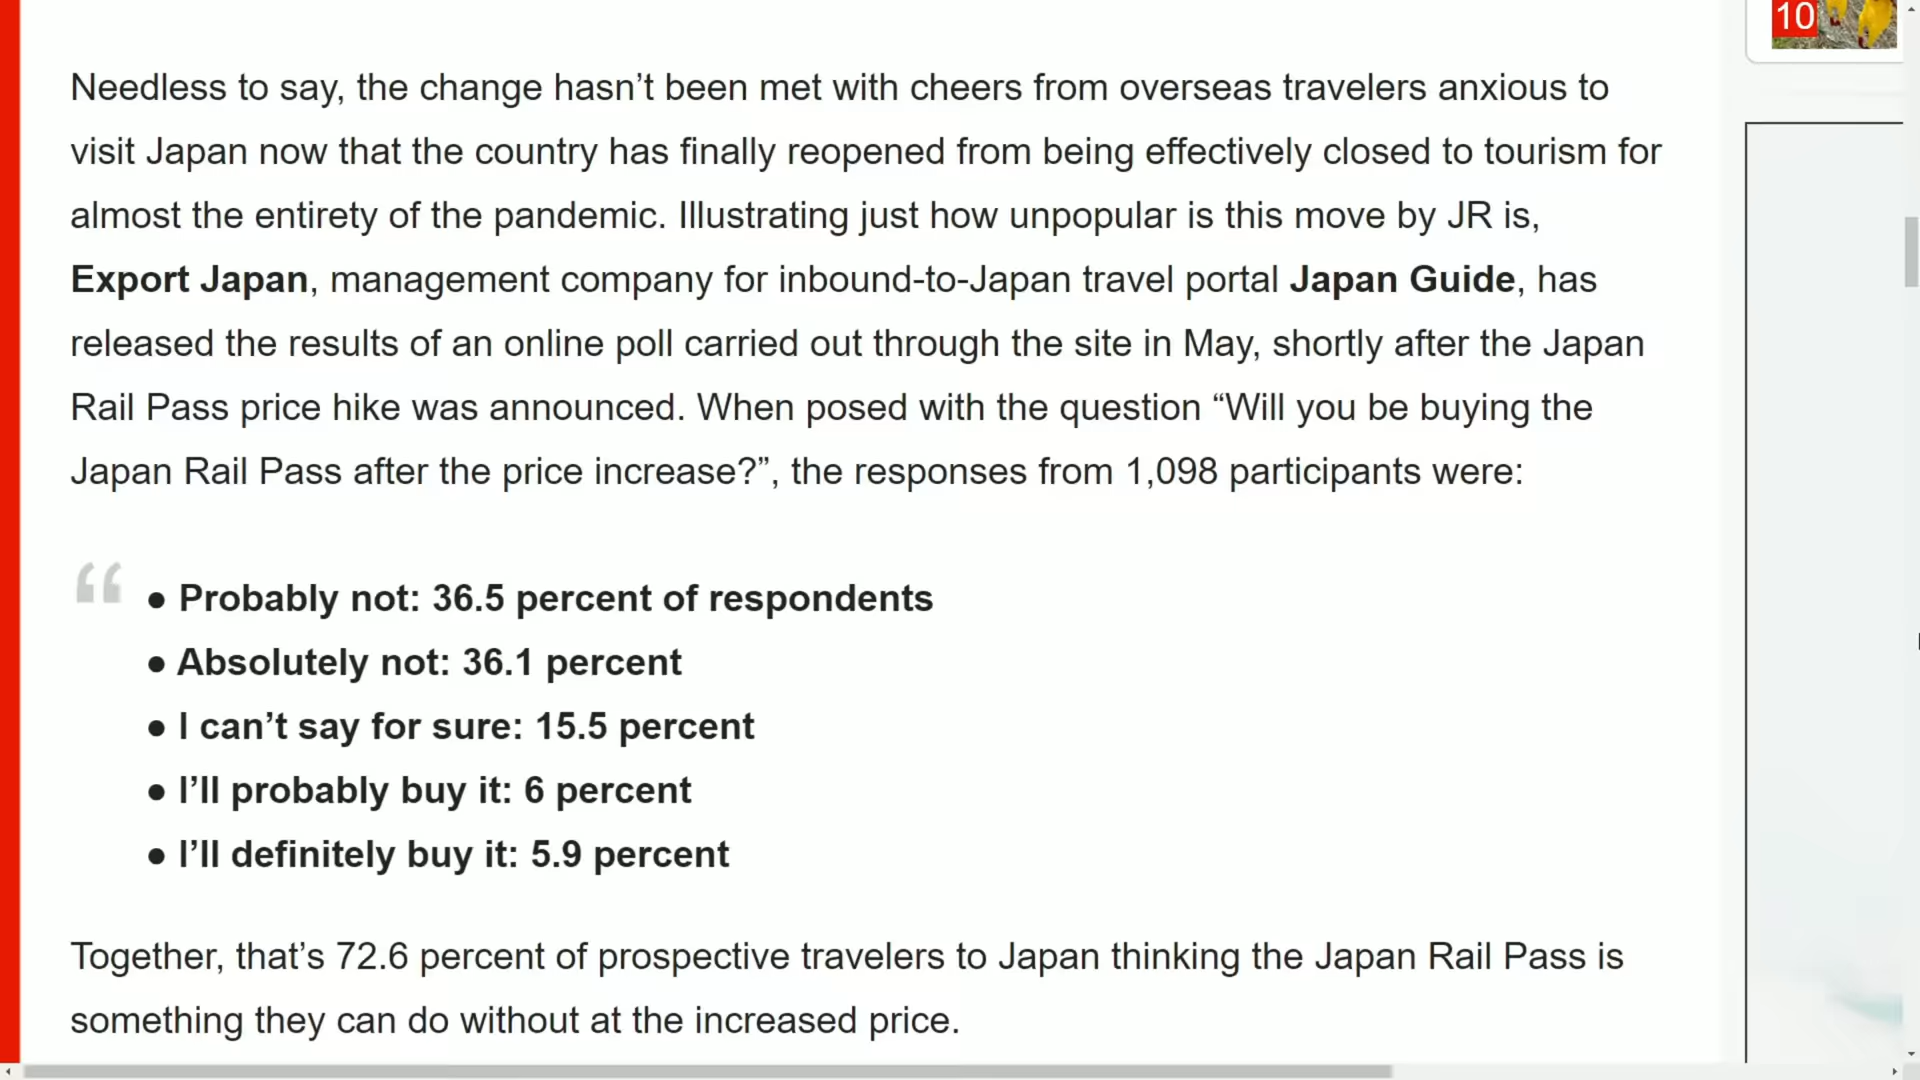 10
Needless to say, the change hasn’t been met with cheers from overseas travelers anxious to
visit Japan now that the country has finally reopened from being effectively closed to tourism for
almost the entirety of the pandemic. Illustrating just how unpopular is this move by JR is,
Export Japan, management company for inbound-to-Japan travel portal Japan Guide, has
released the results of an online poll carried out through the site in May, shortly after the Japan
Rail Pass price hike was announced. When posed with the question “Will you be buying the
Japan Rail Pass after the price increase?”, the responses from 1,098 participants were:
“
● Probably not: 36.5 percent of respondents
● Absolutely not: 36.1 percent
● I can’t say for sure: 15.5 percent
● I’ll probably buy it: 6 percent
● I’ll definitely buy it: 5.9 percent
Together, that’s 72.6 percent of prospective travelers to Japan thinking the Japan Rail Pass is
something they can do without at the increased price.